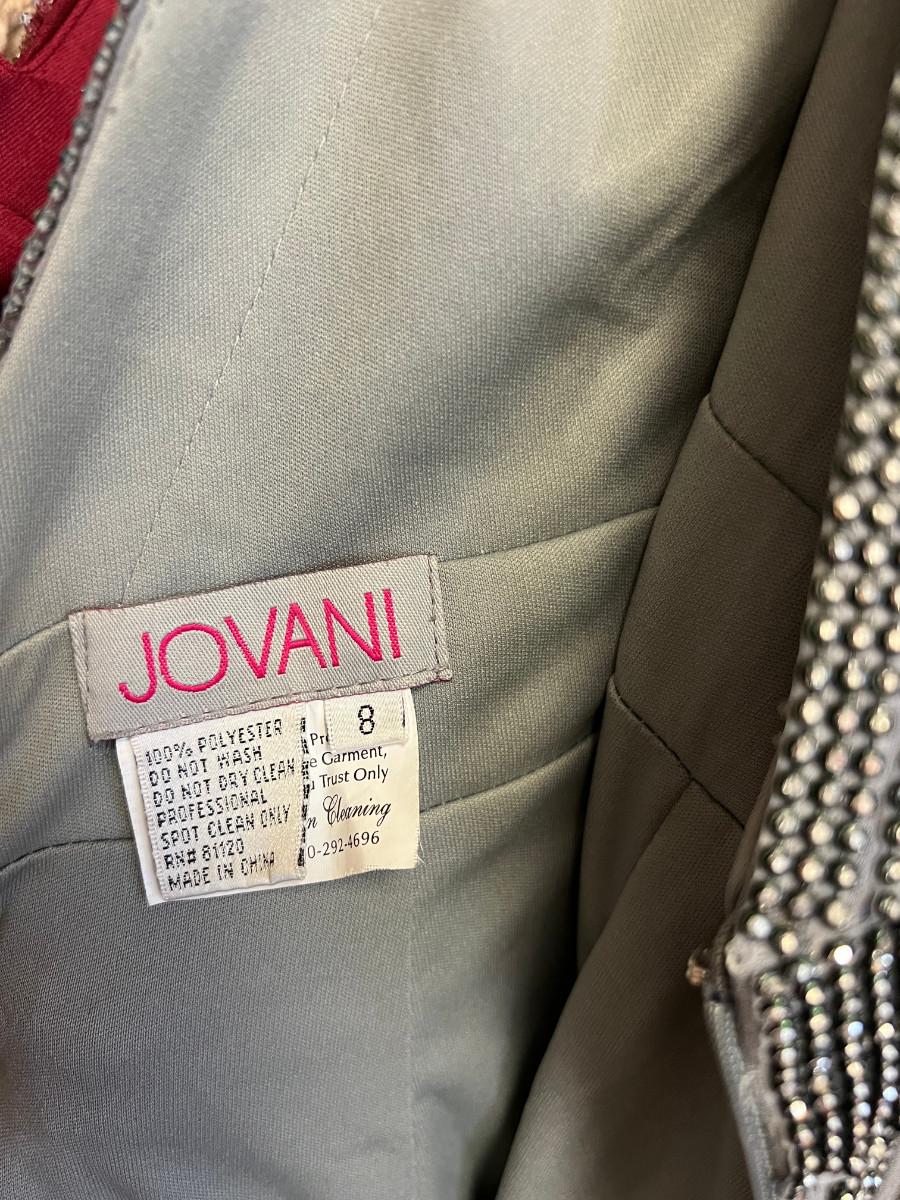 JOVANI
8
100% POLYESTER
DO NOT WASH
DO NOT DRY CLEAN
PROFESSIONAL
SPOT CLEAN ONLY
RN# 81120
MADE IN CHINA
Garment,
Trust Only
Cleaning
0-292-4696